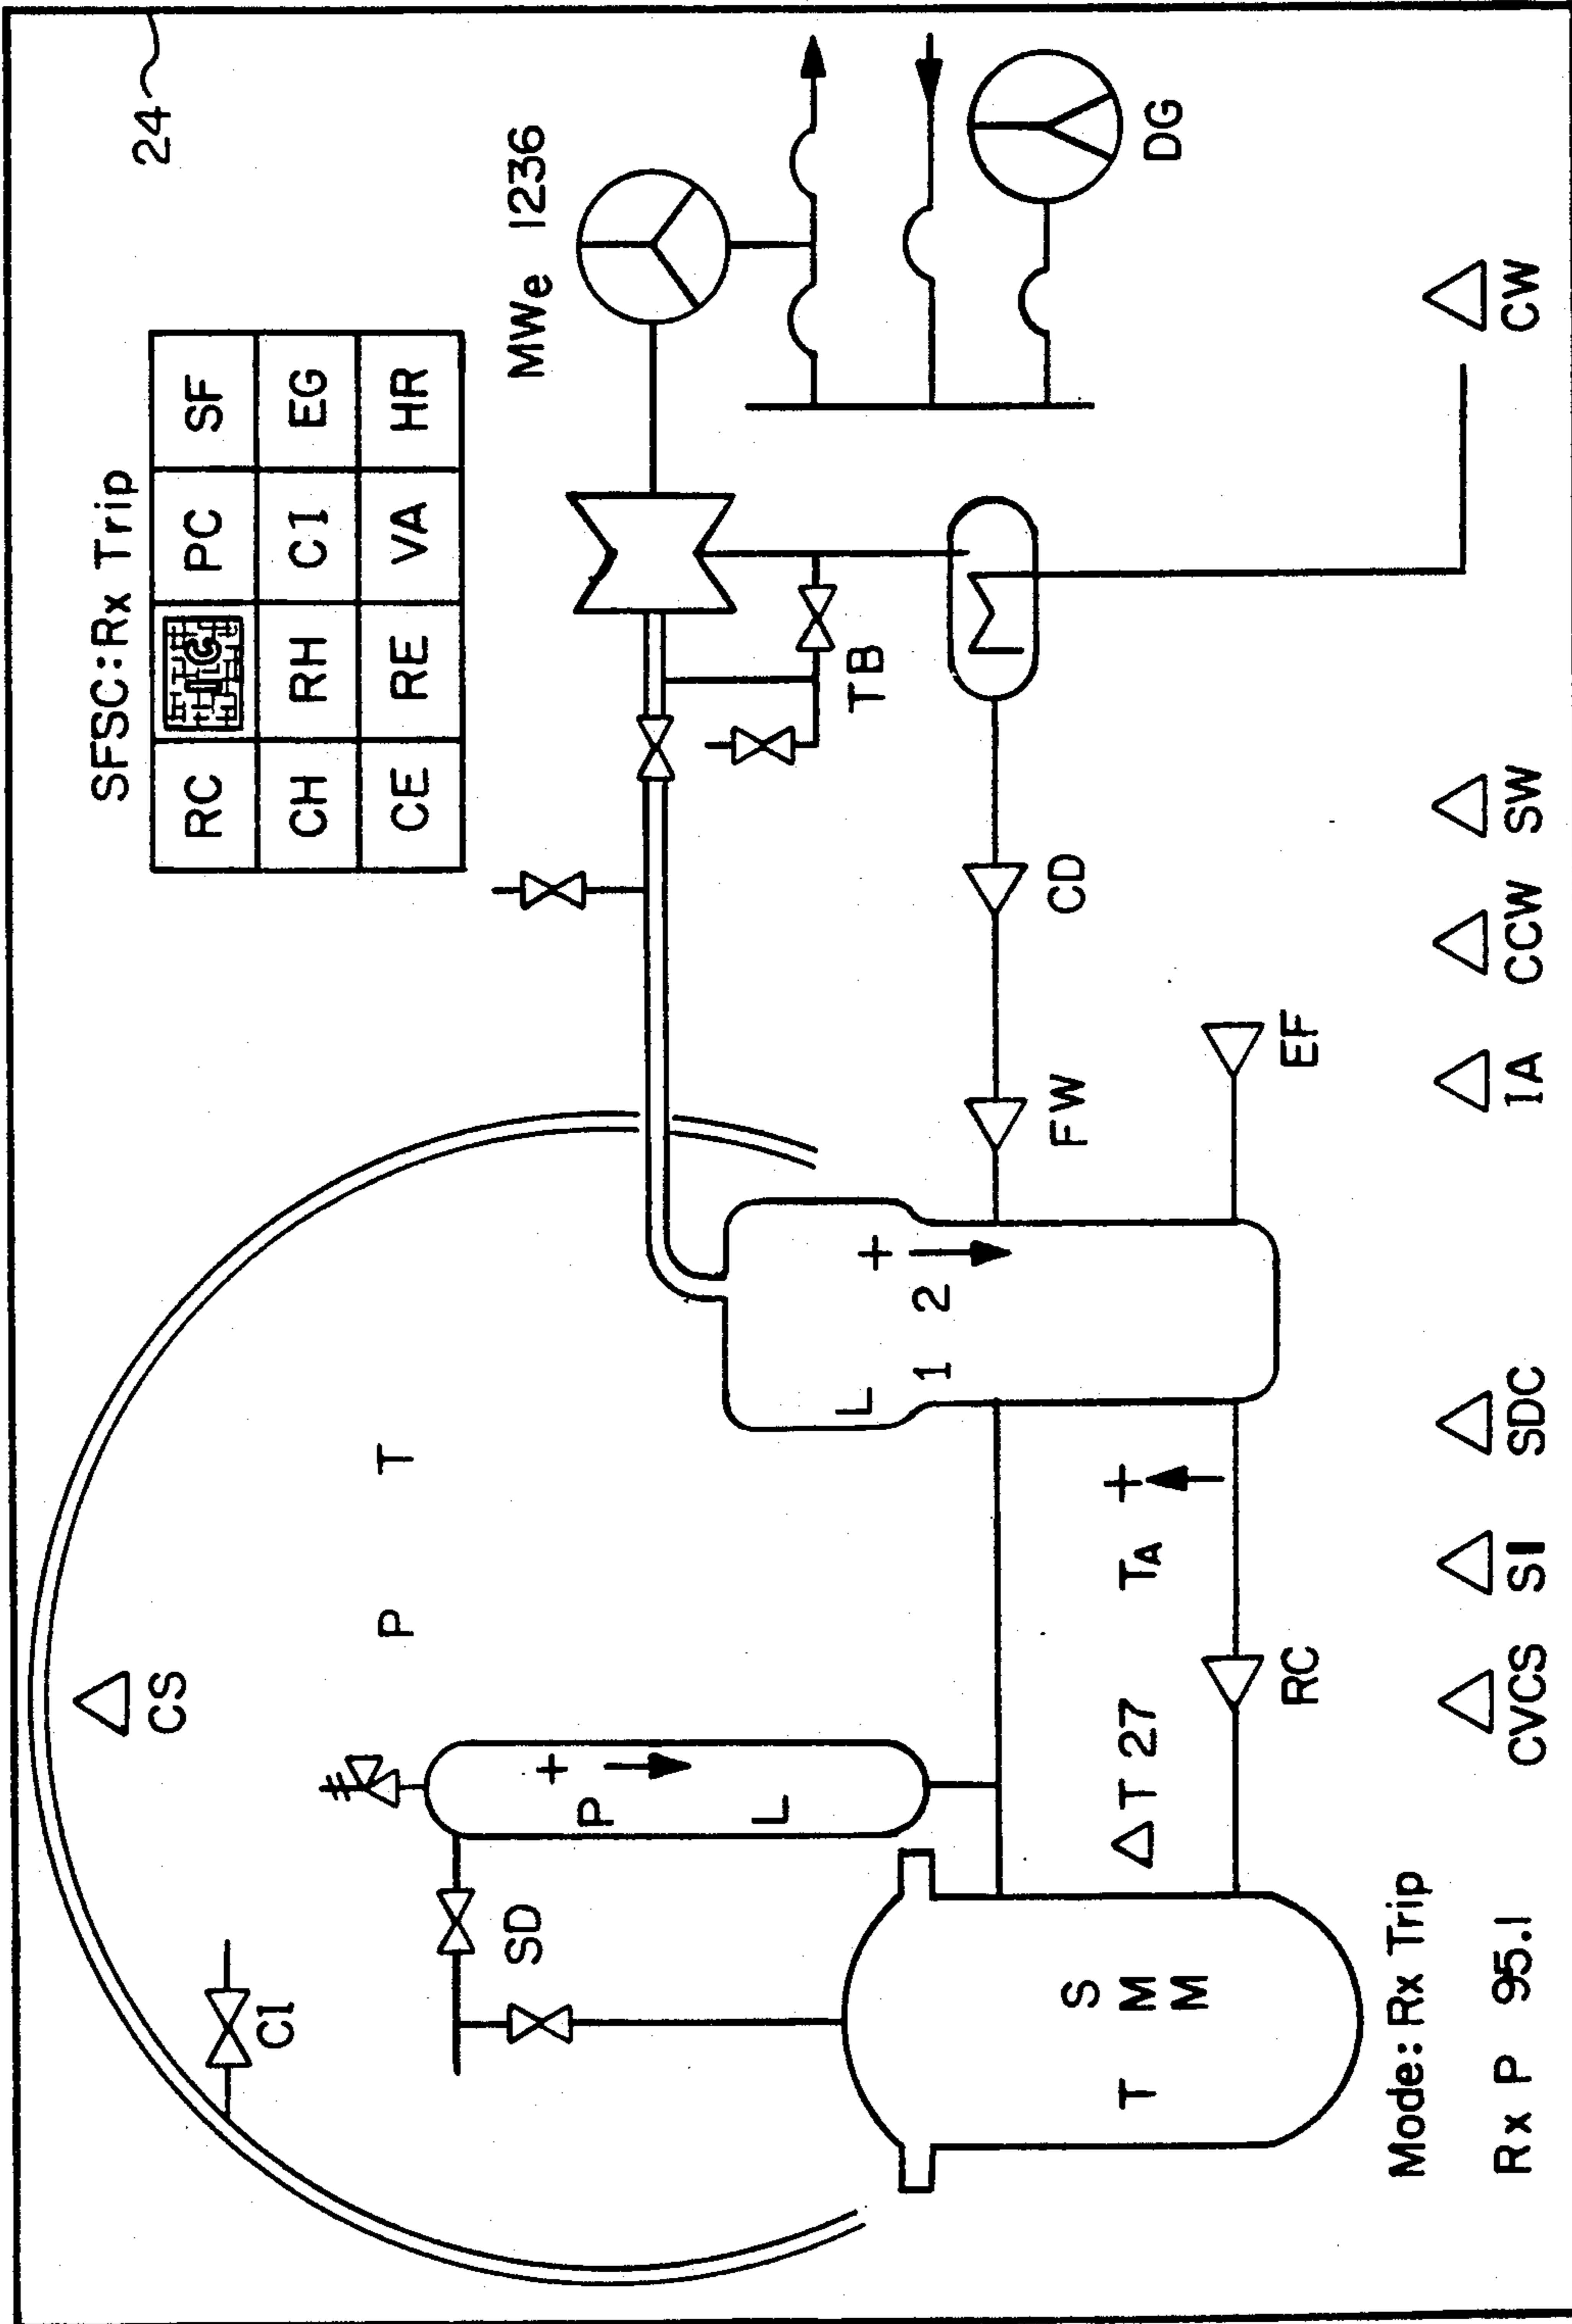 24
SFSC:Rx Trip
RC ILG PC SF
CH RH CI EG
CE RE VA HR
CS
CI
P T
SD
P
L
MWe 1236
TB
L
1 2
CD
FW
DG
S
T M
M
ΔT 27 TA
RC
EF
Mode: Rx Trip
Rx P 95.1
CVCS SI SDC IA CCW SW CW